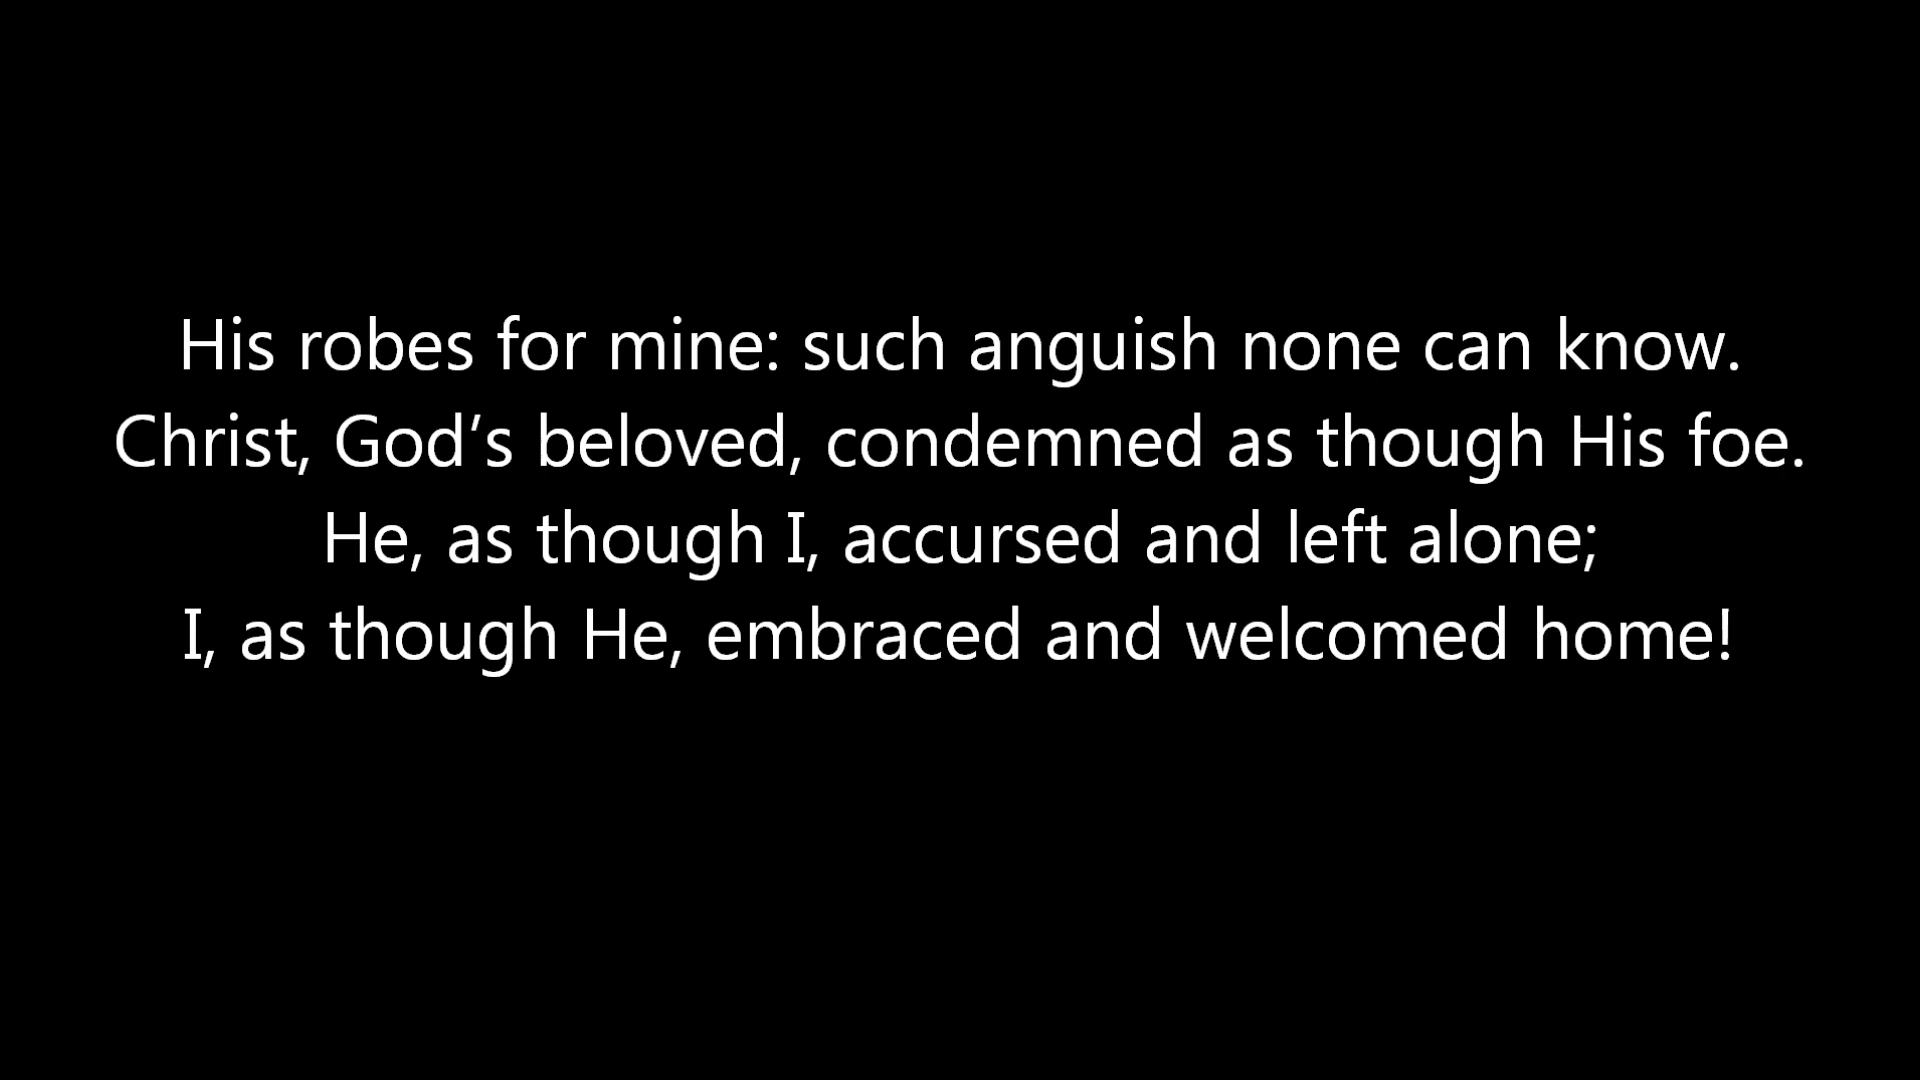 His robes for mine: such anguish none can know.
Christ, God’s beloved, condemned as though His foe.
He, as though I, accursed and left alone;
I, as though He, embraced and welcomed home!